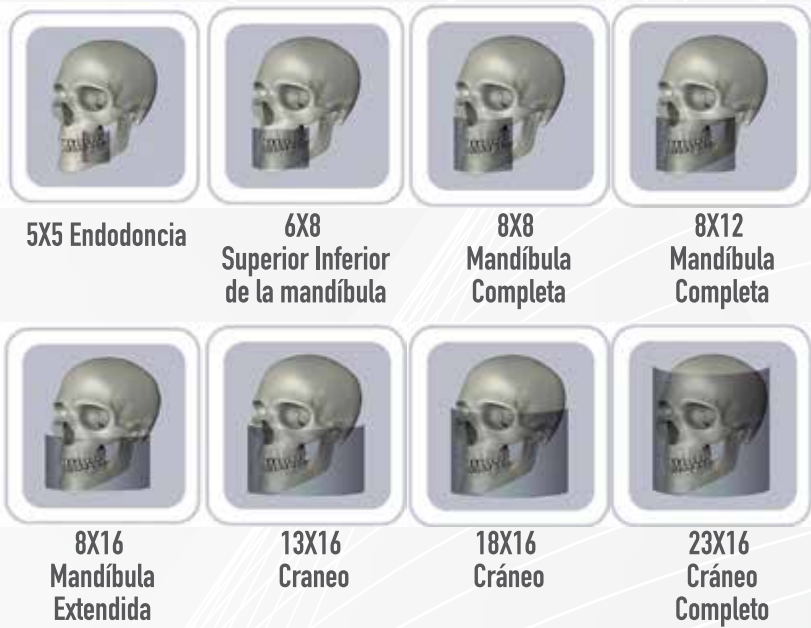 5X5 Endodoncia
6X8
Superior Inferior
de la mandíbula
8X8
Mandíbula
Completa
8X12
Mandíbula
Completa
8X16
Mandíbula
Extendida
13X16
Craneo
18X16
Cráneo
23X16
Cráneo
Completo